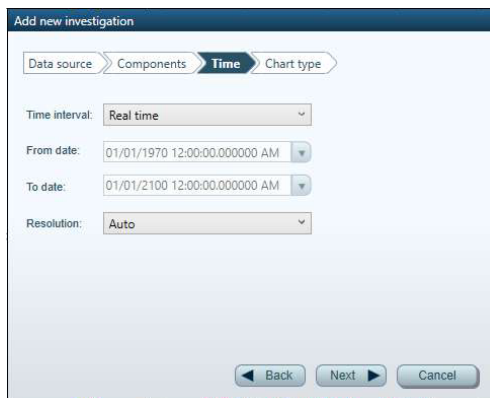 Add new investigation
Data source Components Time Chart type
Time interval: Real time
From date: 01/01/1970 12:00:00.000000 AM
To date: 01/01/2100 12:00:00.000000 AM
Resolution: Auto
Back Next Cancel